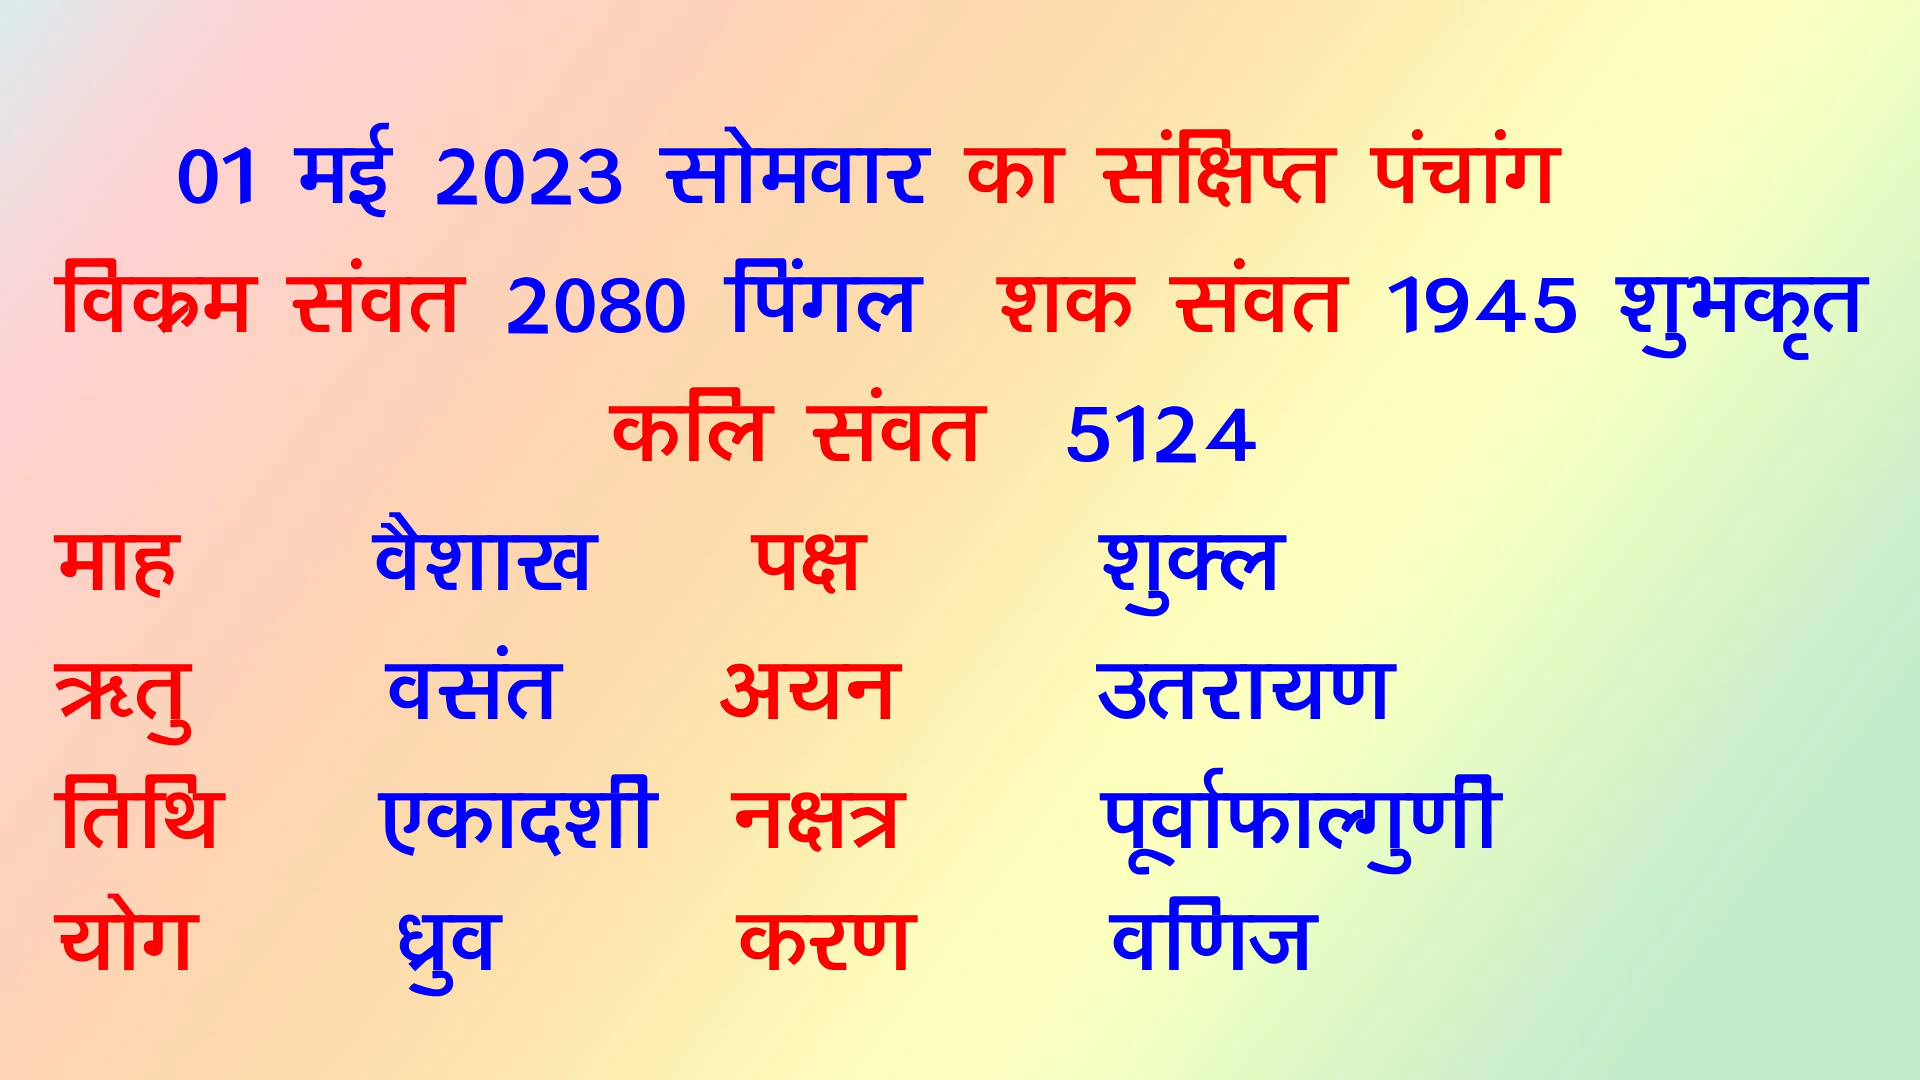 01 मई 2023 सोमवार का संक्षिप्त पंचांग
विक्रम संवत 2080 पिंगल शक संवत 1945 शुभकृत
कलि संवत 5124
माह वैशाख पक्ष शुक्ल
ऋतु वसंत अयन उतरायण
तिथि एकादशी नक्षत्र पूर्वाफाल्गुणी
योग ध्रुव करण वणिज